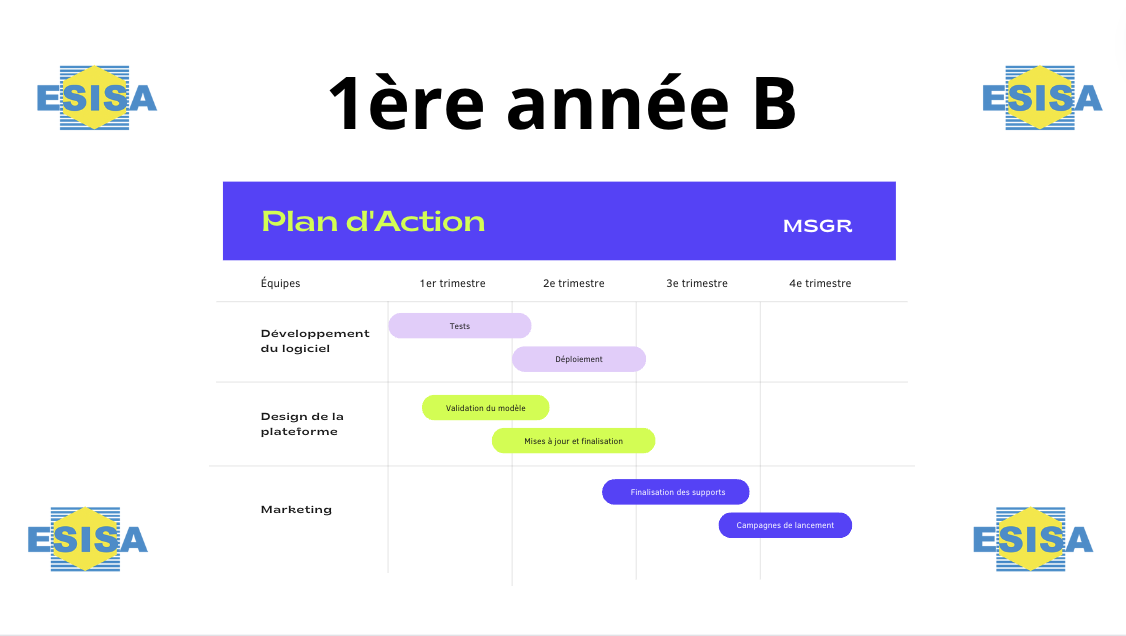 ESISA
1ère année B
ESISA
Plan d'Action
MSGR
Équipes 1er trimestre 2e trimestre 3e trimestre 4e trimestre
Développement
du logiciel
Tests
Déploiement
Design de la
plateforme
Validation du modèle
Mises à jour et finalisation
Marketing
Finalisation des supports
Campagnes de lancement
ESISA
ESISA